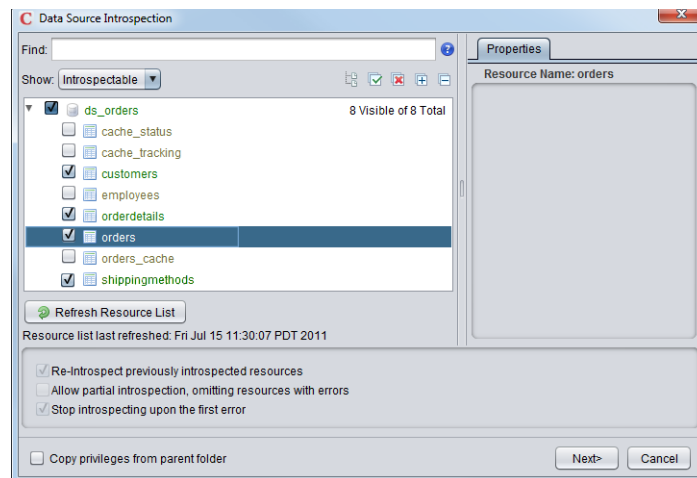 C Data Source Introspection
x
Find:
?
Properties
Show: Introspectable
Resource Name: orders
ds_orders 8 Visible of 8 Total
cache_status
cache_tracking
customers
employees
orderdetails
orders
orders_cache
shippingmethods
Refresh Resource List
Resource list last refreshed: Fri Jul 15 11:30:07 PDT 2011
Re-Introspect previously introspected resources
Allow partial introspection, omitting resources with errors
Stop introspecting upon the first error
Copy privileges from parent folder
Next> Cancel